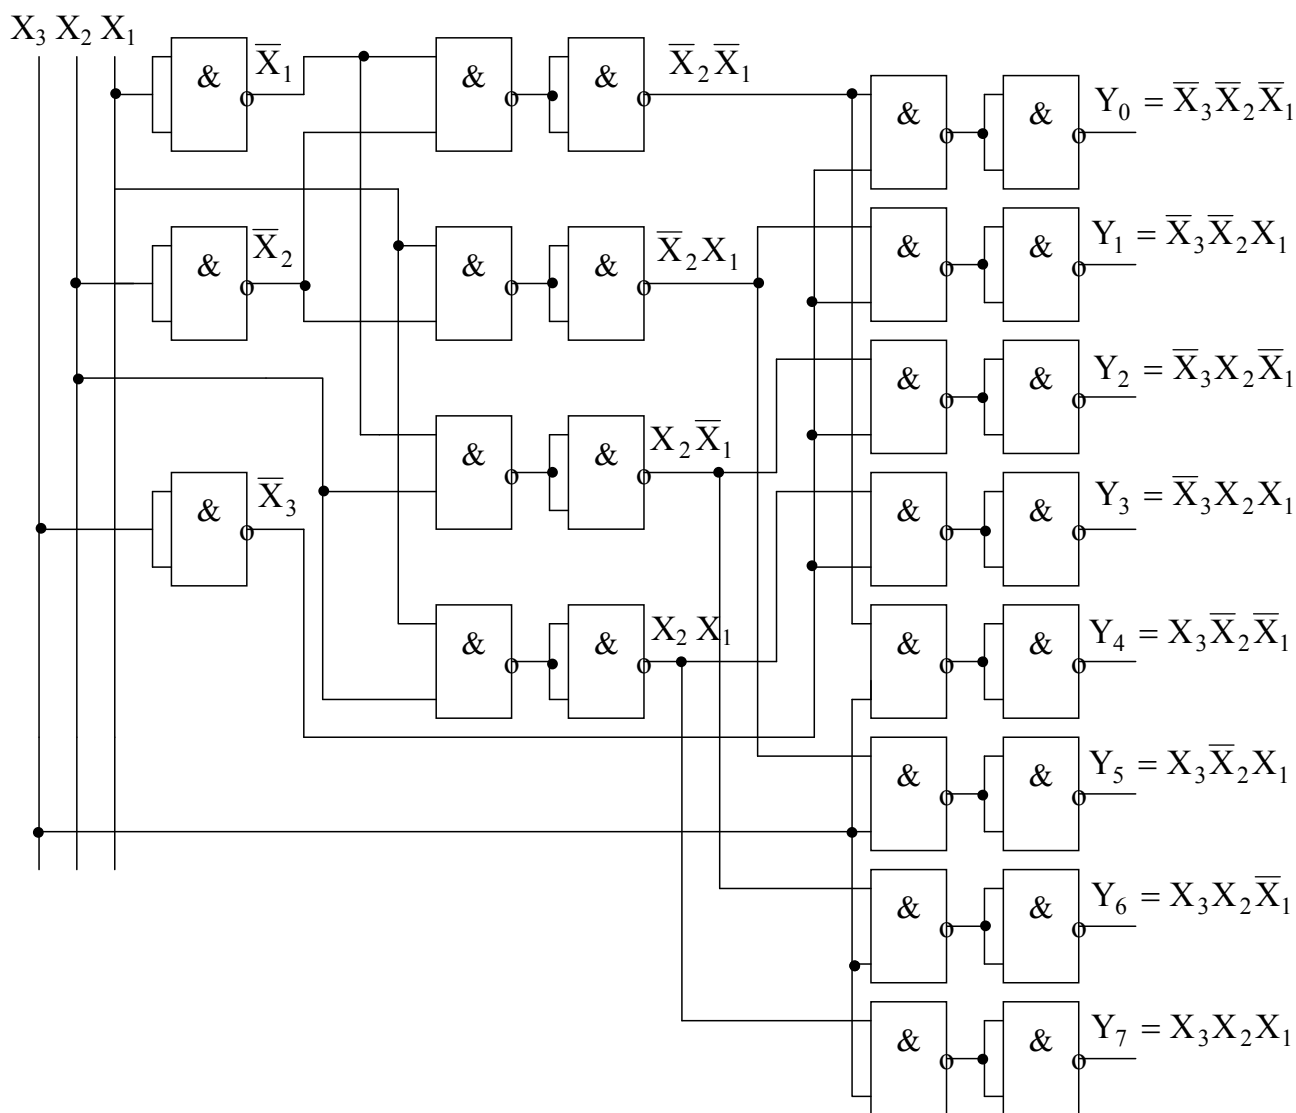 X₃ X₂ X₁
& X̅₁ & & X̅₂X̅₁
& & Y₀ = X̅₃X̅₂X̅₁
& X̅₂ & & X̅₂X₁
& & Y₁ = X̅₃X̅₂X₁
& & Y₂ = X̅₃X₂X̅₁
& & X₂X̅₁
& X̅₃
& & Y₃ = X̅₃X₂X₁
& & X₂ X₁
& & Y₄ = X₃X̅₂X̅₁
& & Y₅ = X₃X̅₂X₁
& & Y₆ = X₃X₂X̅₁
& & Y₇ = X₃X₂X₁